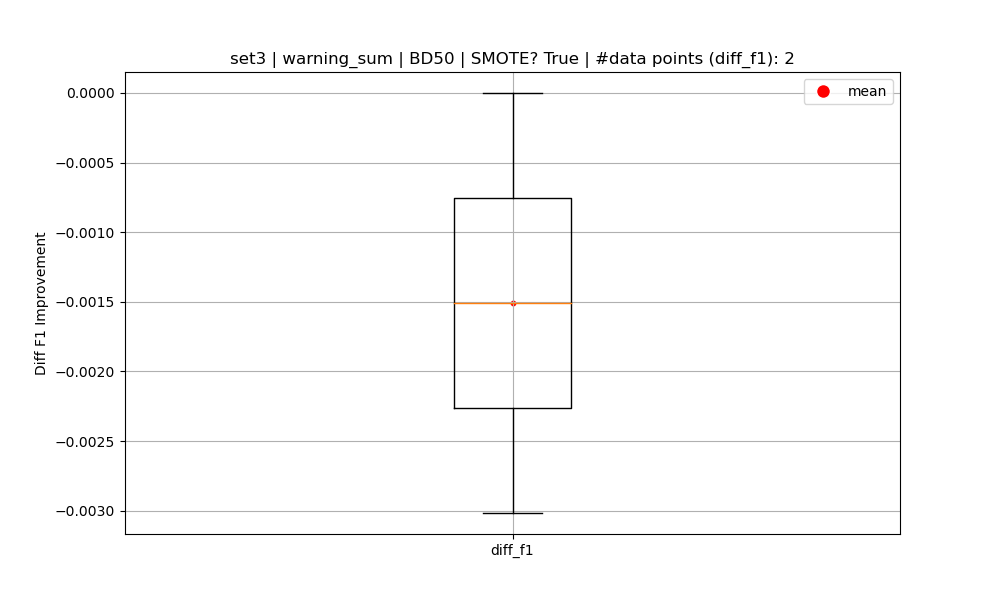 set3 | warning_sum | BD50 | SMOTE? True | #data points (diff_f1): 2
mean
0.0000
−0.0005
−0.0010
−0.0015
−0.0020
−0.0025
−0.0030
Diff F1 Improvement
diff_f1